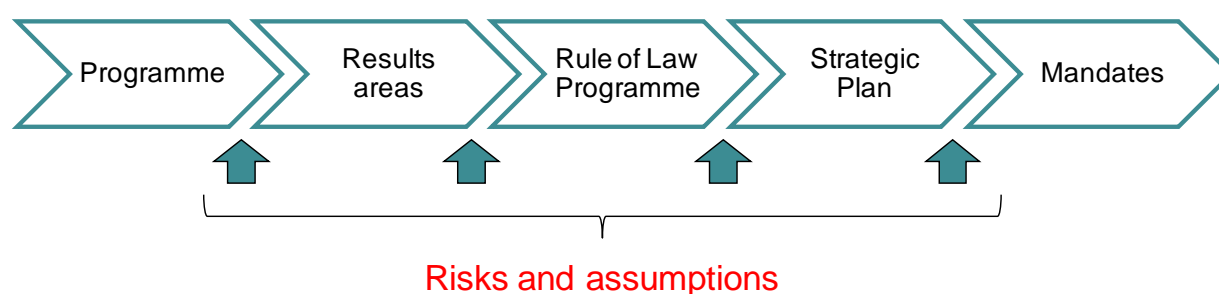 Programme
Results
areas
Rule of Law
Programme
Strategic
Plan
Mandates
Risks and assumptions